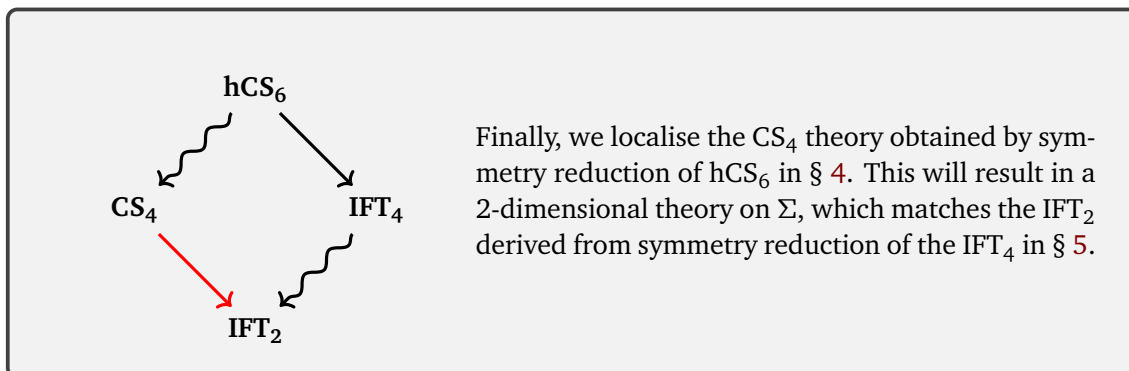 hCS₆
CS₄ IFT₄
IFT₂
Finally, we localise the CS₄ theory obtained by sym-
metry reduction of hCS₆ in § 4. This will result in a
2-dimensional theory on Σ, which matches the IFT₂
derived from symmetry reduction of the IFT₄ in § 5.